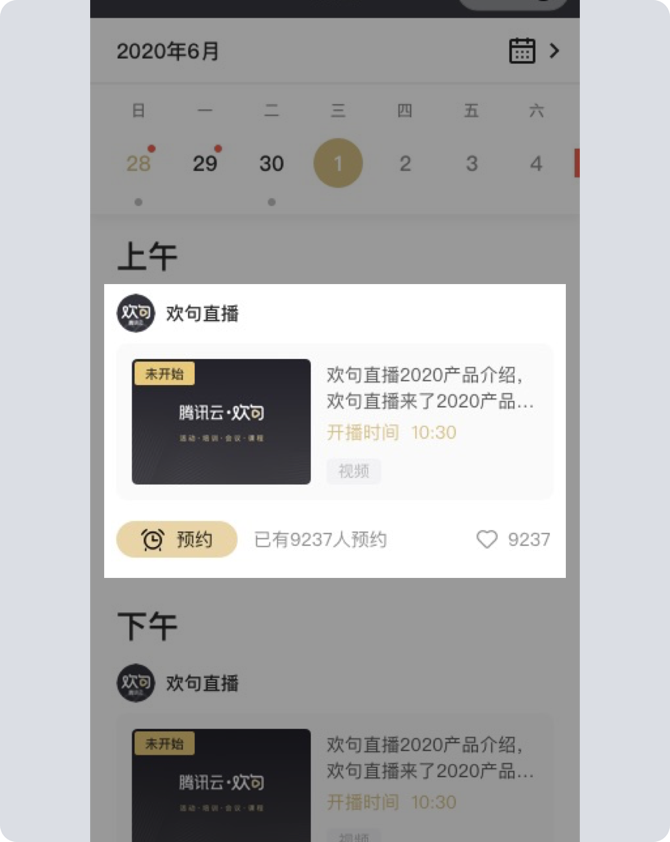 2020年6月
日 一 二 三 四 五 六
28 29 30 1 2 3 4
上午
欢句
欢句直播
未开始
腾讯云·欢句
活动·培训·会议·课程
欢句直播2020产品介绍，
欢句直播来了2020产品...
开播时间 10:30
视频
预约 已有9237人预约 9237
下午
欢句
欢句直播
未开始
腾讯云·欢句
活动·培训·会议·课程
欢句直播2020产品介绍，
欢句直播来了2020产品...
开播时间 10:30
视频